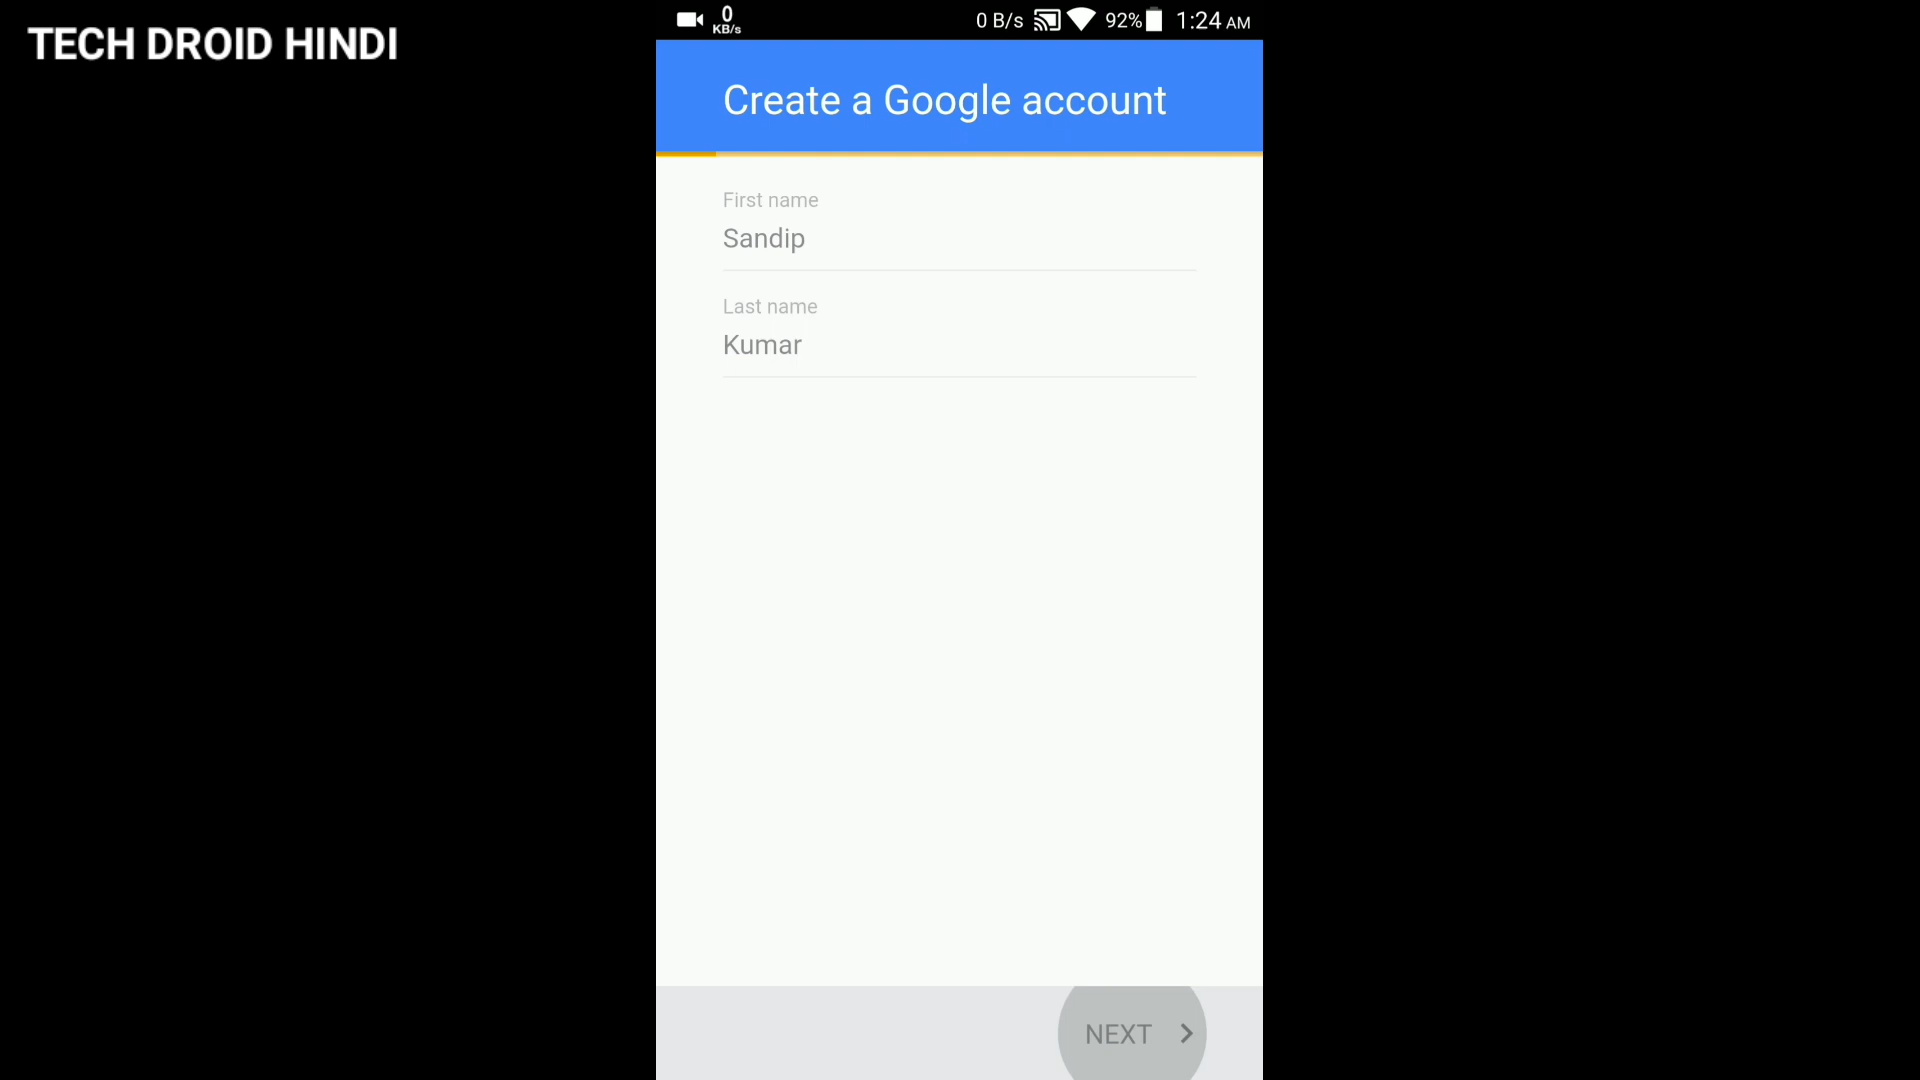 TECH DROID HINDI
0 KB/s
0 B/s 92% 1:24 AM
Create a Google account
First name
Sandip
Last name
Kumar
NEXT